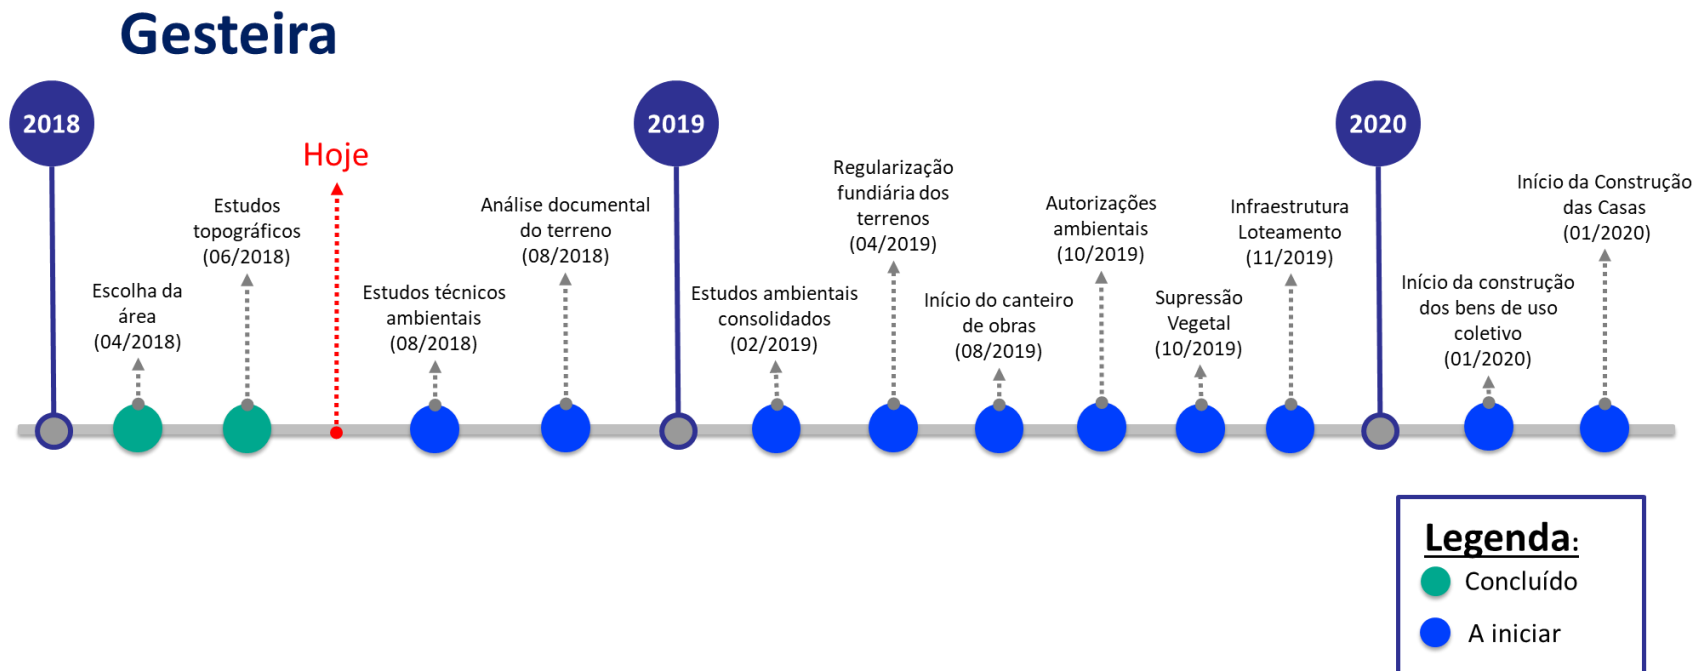 Gesteira
2018
2019
2020
Hoje
Escolha da
área
(04/2018)
Estudos
topográficos
(06/2018)
Estudos técnicos
ambientais
(08/2018)
Análise documental
do terreno
(08/2018)
Estudos ambientais
consolidados
(02/2019)
Regularização
fundiária dos
terrenos
(04/2019)
Início do canteiro
de obras
(08/2019)
Autorizações
ambientais
(10/2019)
Supressão
Vegetal
(10/2019)
Infraestrutura
Loteamento
(11/2019)
Início da construção
dos bens de uso
coletivo
(01/2020)
Início da Construção
das Casas
(01/2020)
Legenda:
Concluído
A iniciar